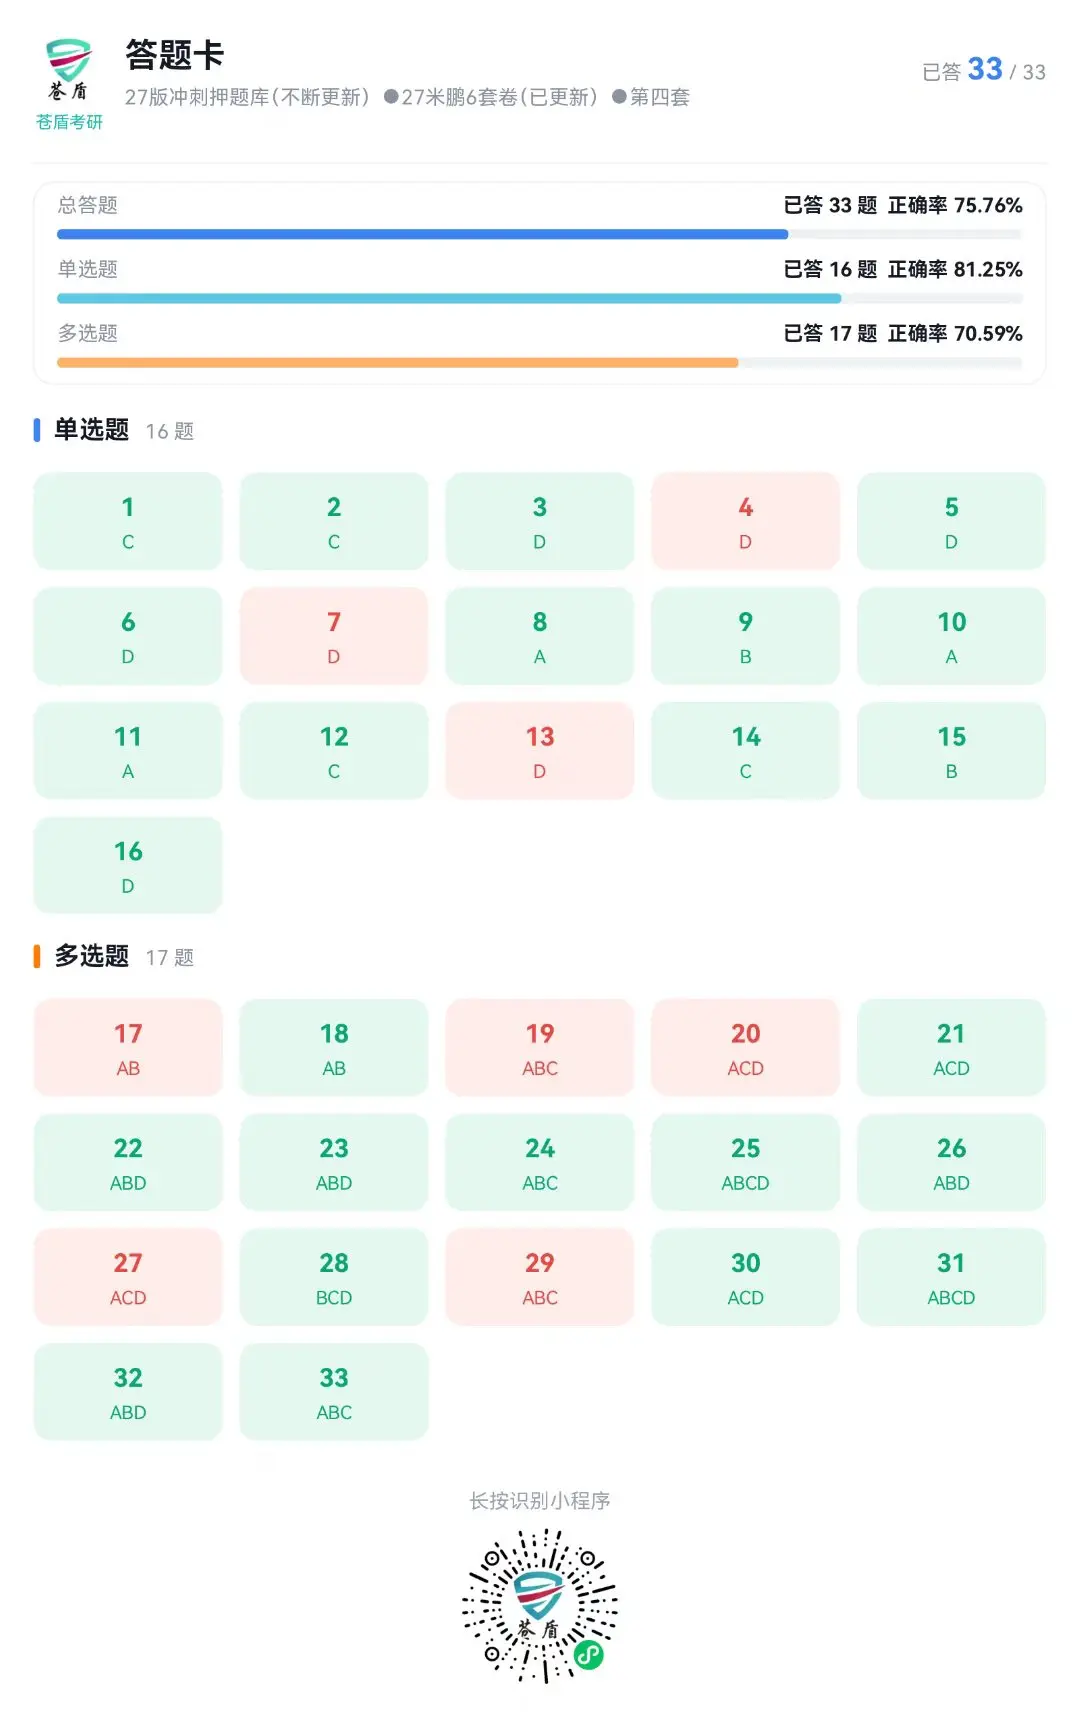 答题卡
27版冲刺押题库(不断更新) ●27米鹏6套卷(已更新) ●第四套
已答 33 / 33
苍盾
苍盾考研
总答题 已答 33 题 正确率 75.76%
单选题 已答 16 题 正确率 81.25%
多选题 已答 17 题 正确率 70.59%
单选题 16 题
1 2 3 4 5
C C D D D
6 7 8 9 10
D D A B A
11 12 13 14 15
A C D C B
16
D
多选题 17 题
17 18 19 20 21
AB AB ABC ACD ACD
22 23 24 25 26
ABD ABD ABC ABCD ABD
27 28 29 30 31
ACD BCD ABC ACD ABCD
32 33
ABD ABC
长按识别小程序
苍盾